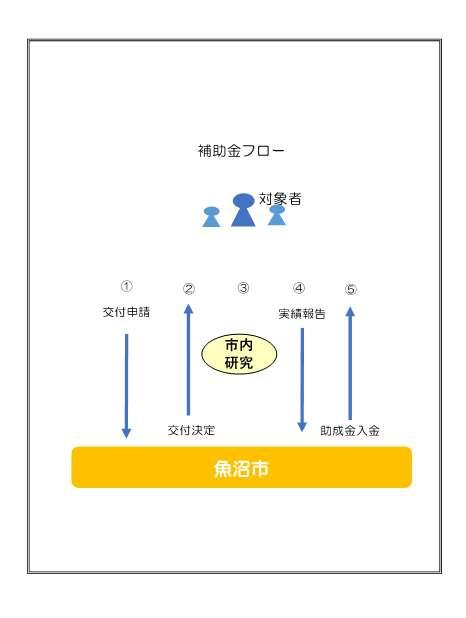 補助金フロー
対象者
① ② ③ ④ ⑤
交付申請
実績報告
市内
研究
交付決定
助成金入金
魚沼市